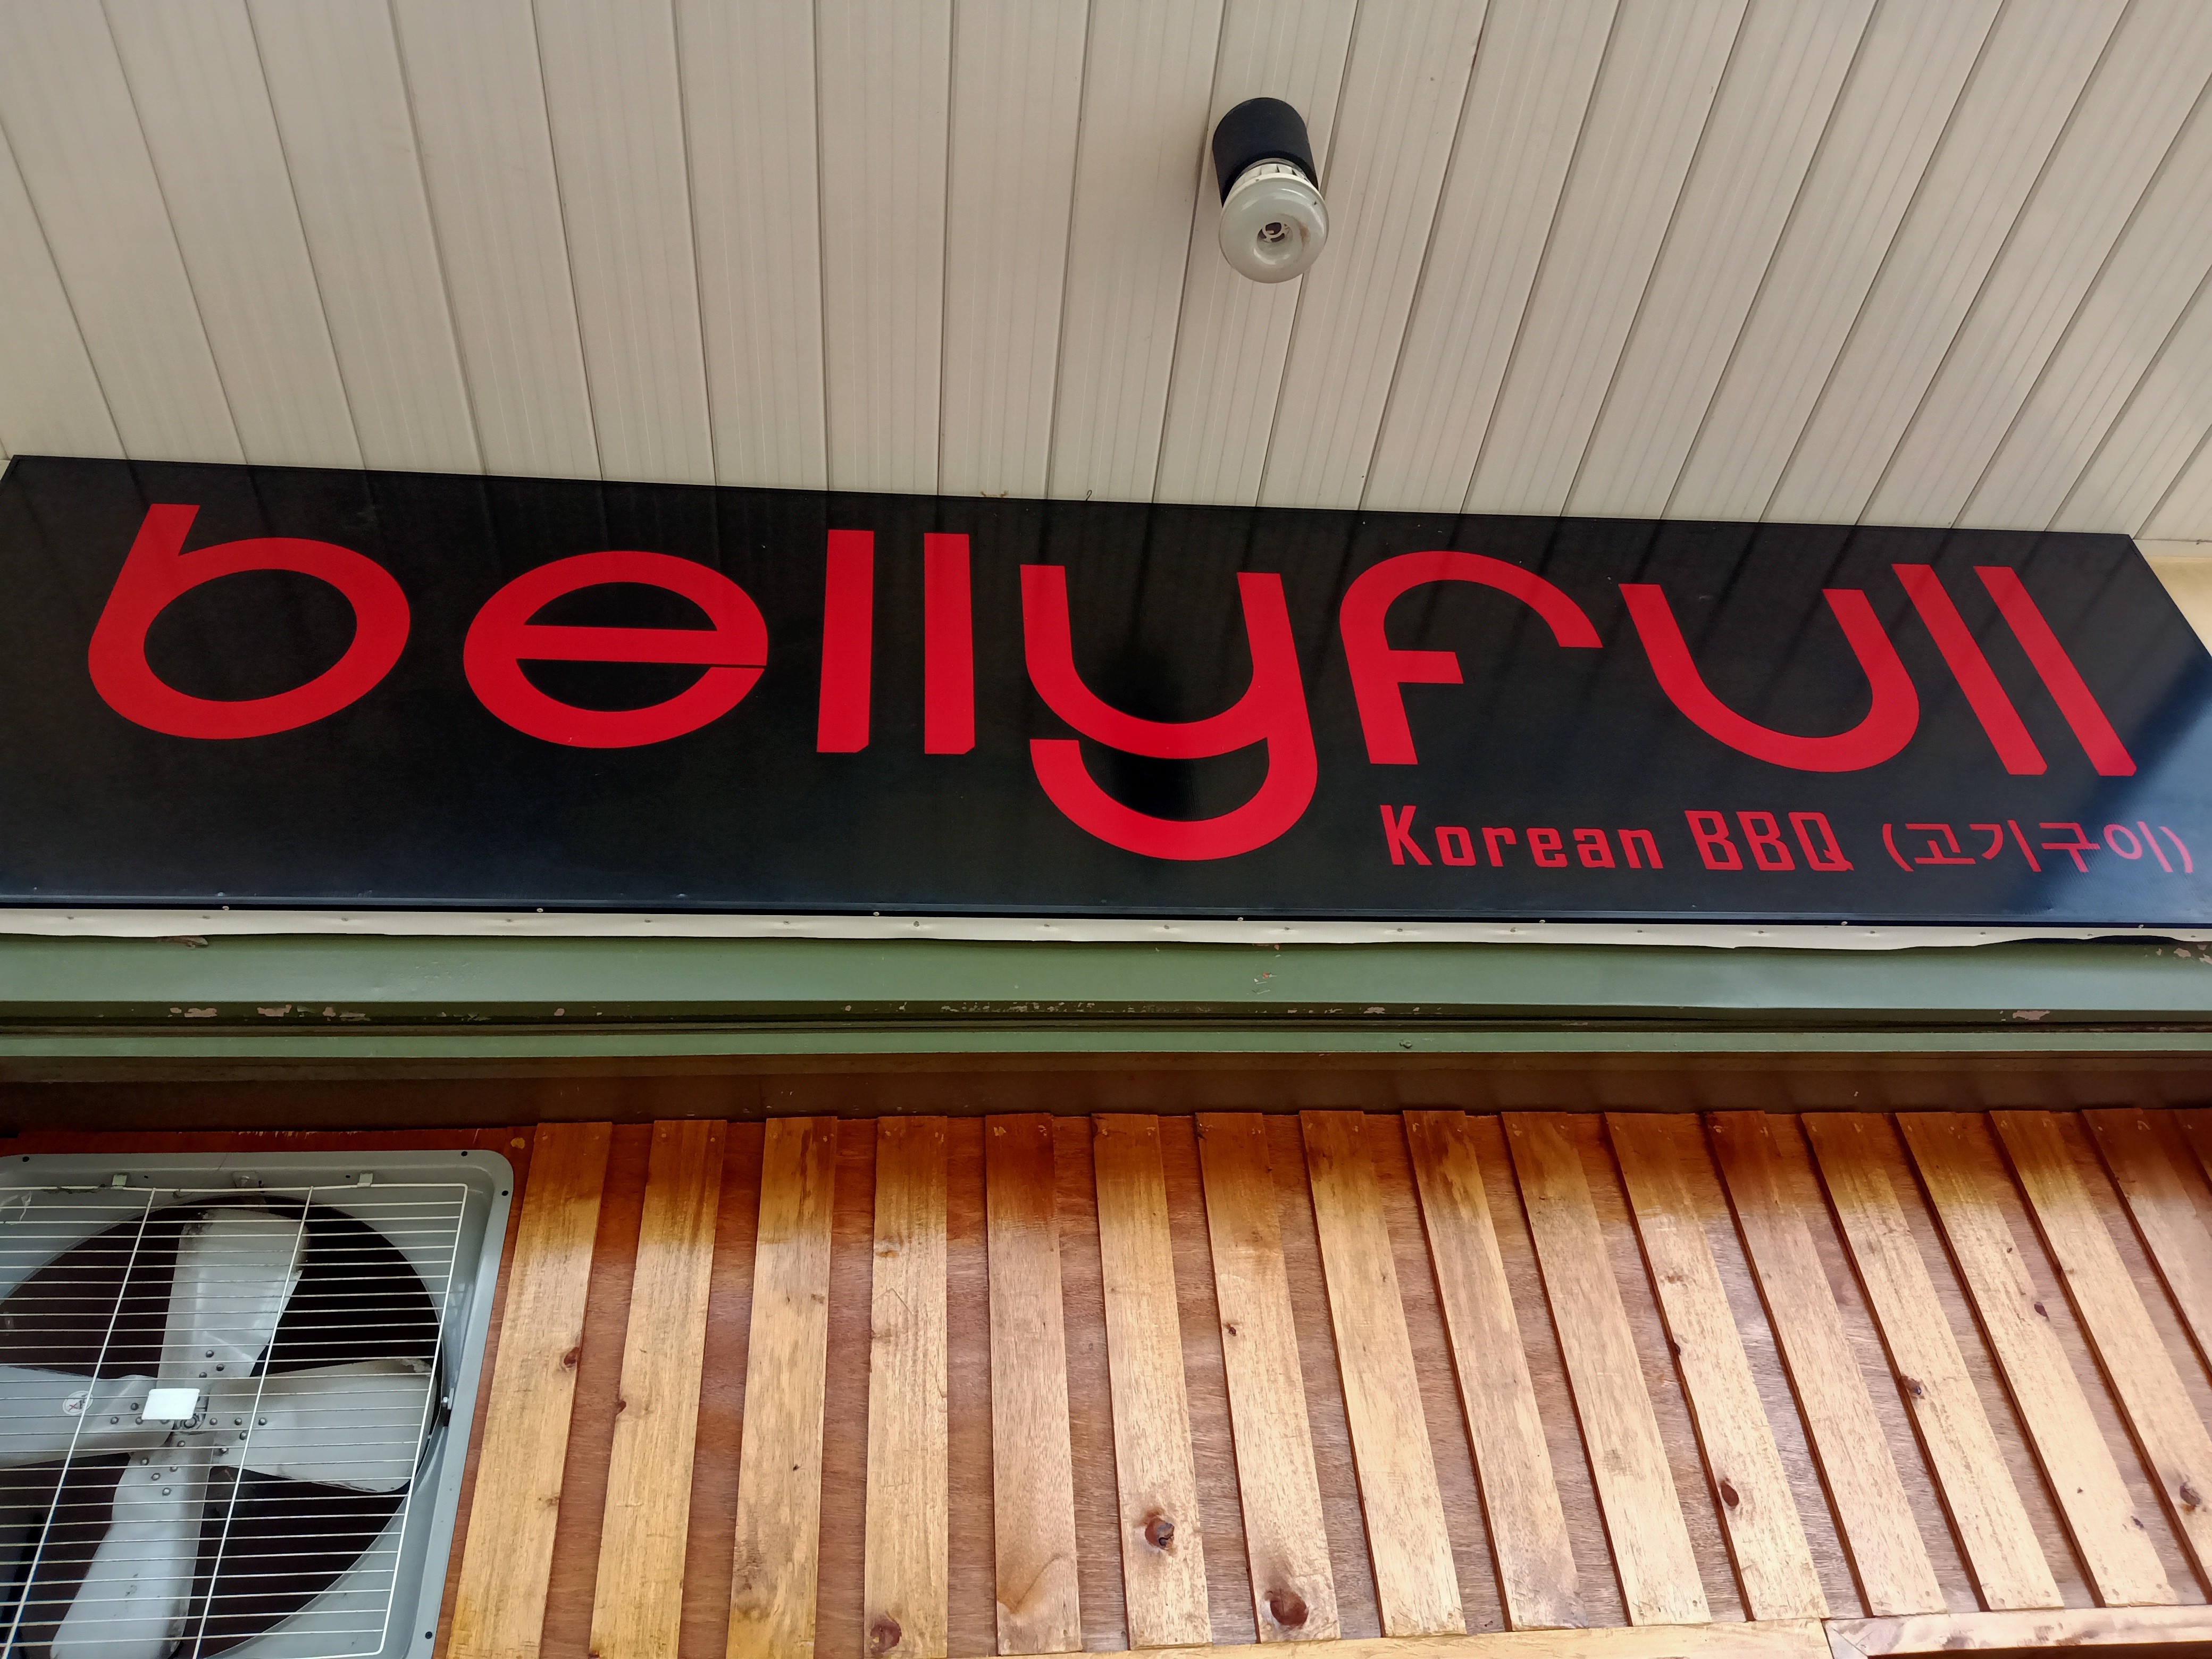 bellyfull
Korean BBQ (고기구이)